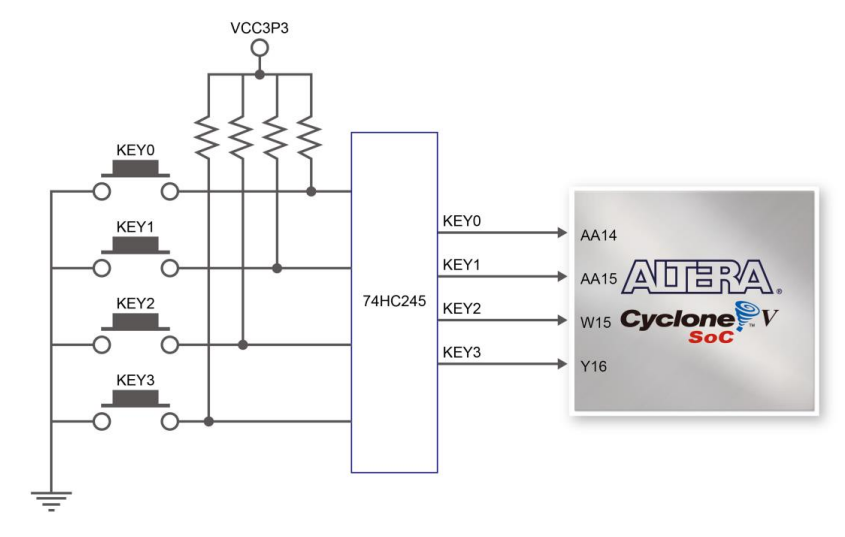 VCC3P3
KEY0
KEY1
KEY2
KEY3
74HC245
KEY0
KEY1
KEY2
KEY3
AA14
AA15
W15
Y16
ALTERA.
Cyclone™ V
SoC